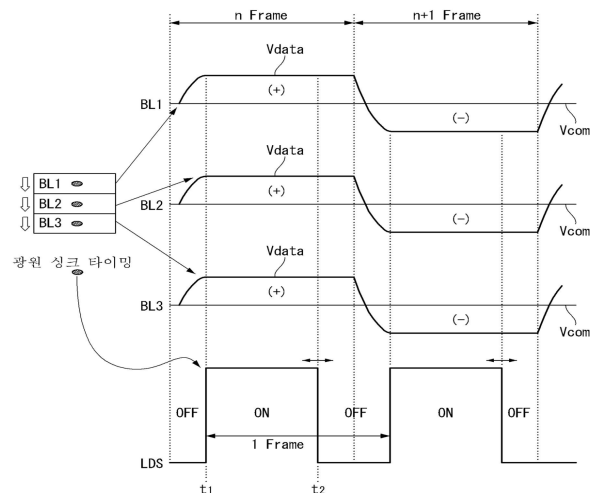 n Frame
n+1 Frame
Vdata
(+)
BL1
(-)
Vcom
Vdata
(+)
BL2
(-)
Vcom
BL1
BL2
BL3
광원 싱크 타이밍
Vdata
(+)
BL3
(-)
Vcom
OFF
ON
OFF
ON
OFF
1 Frame
LDS
t1
t2